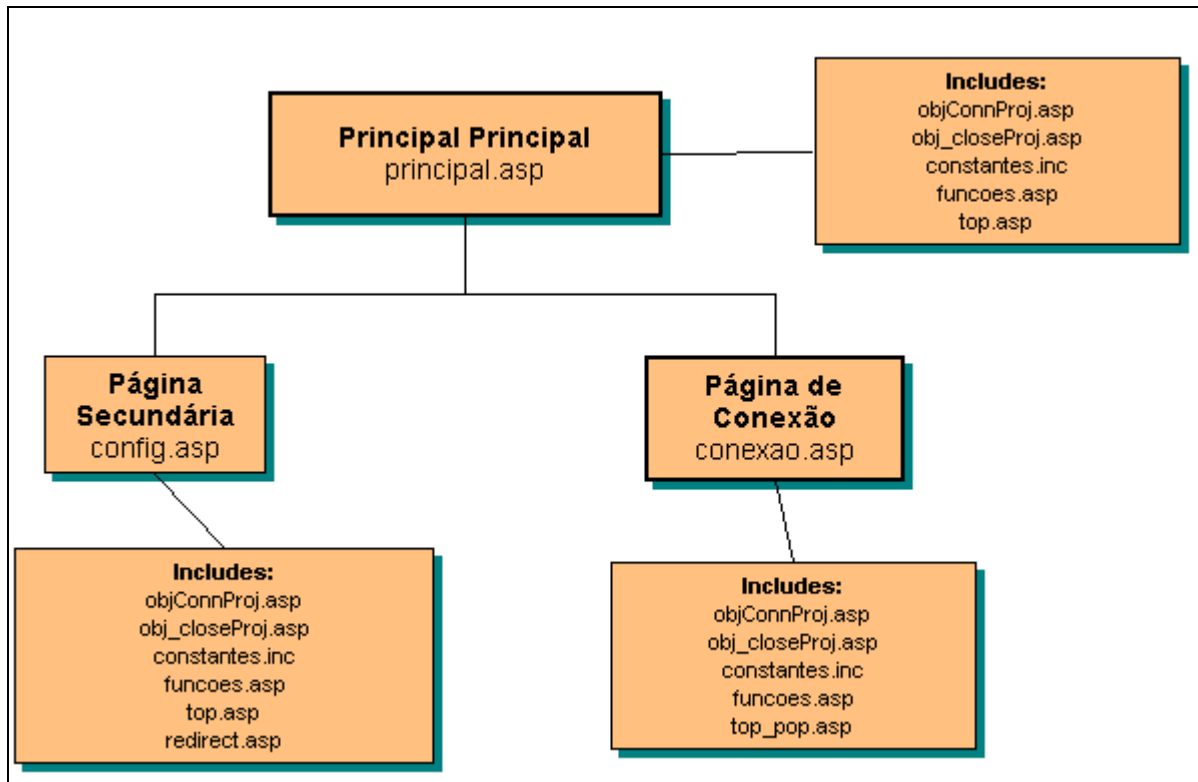 Principal Principal
principal.asp
Includes:
objConnProj.asp
obj_closeProj.asp
constantes.inc
funcoes.asp
top.asp
Página
Secundária
config.asp
Página de
Conexão
conexao.asp
Includes:
objConnProj.asp
obj_closeProj.asp
constantes.inc
funcoes.asp
top.asp
redirect.asp
Includes:
objConnProj.asp
obj_closeProj.asp
constantes.inc
funcoes.asp
top_pop.asp